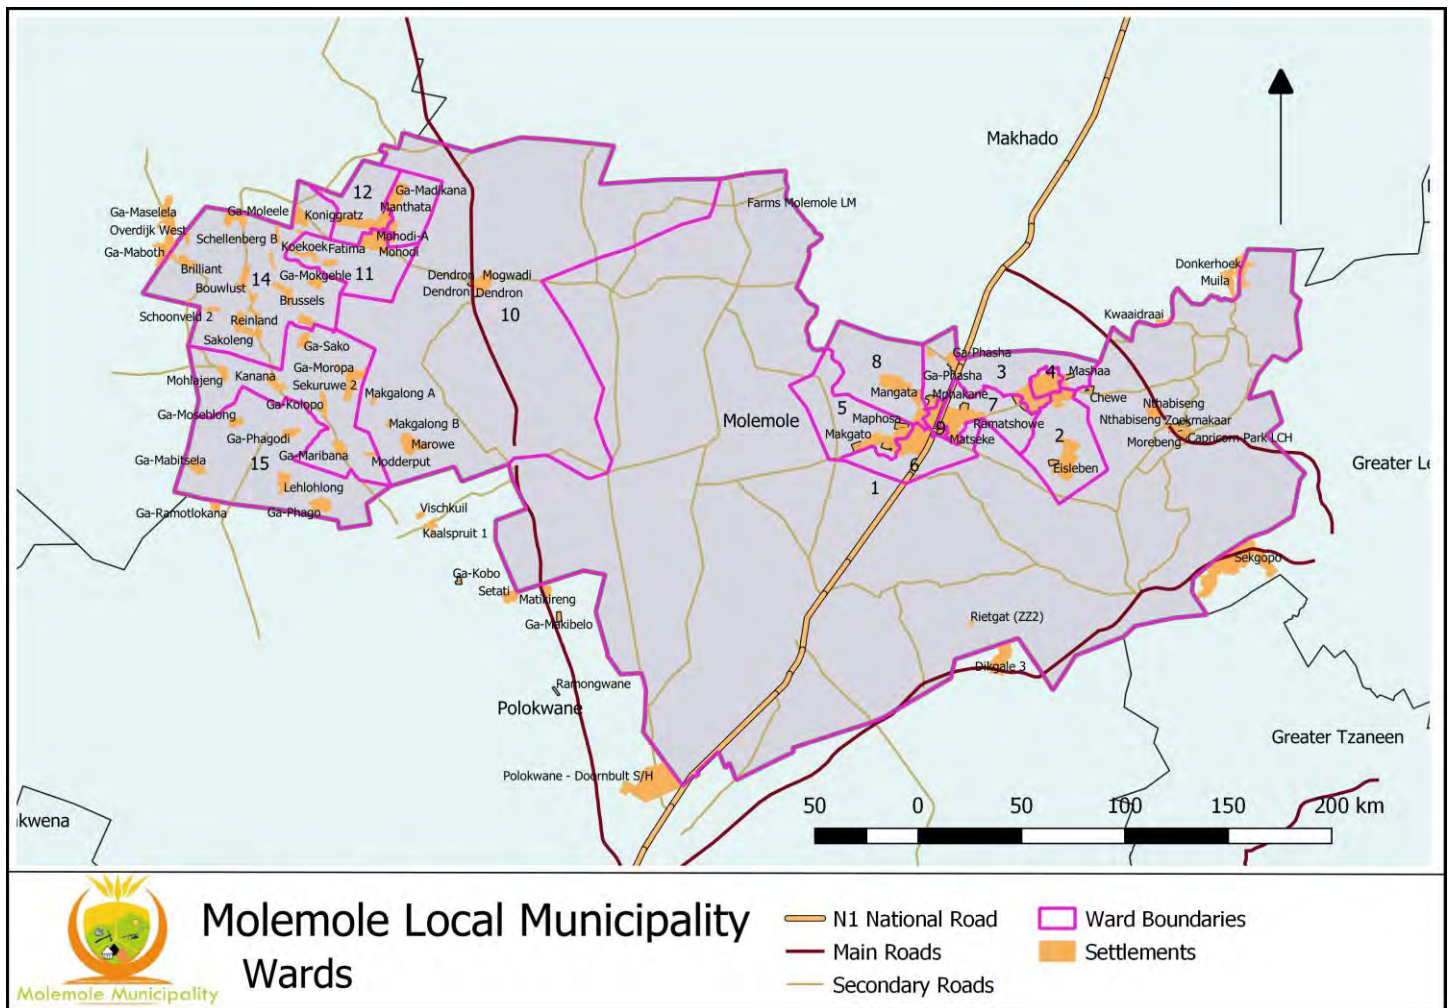 Makhado
Ga-Madikana
12
Manthata
Ga-Maselela
Ga-Moleele
Koniggratz
Farms Molemole LM
Overdijk West
Schellenberg B
Mahodi-A
Ga-Maboth
Koekoek
Fatima
Mohodi
Brilliant
14
Ga-Mokgehle
11
Dendron
Mogwadi
Donkerhoek
Muila
Bouwlust
Brussels
Dendron
Dendron
Schoonveld 2
Reinland
10
Kwaaidraai
Sakoleng
Ga-Sako
Ga-Phasha
8
3
4
Mashaa
Mohlajeng
Kanana
Ga-Moropa
Ga-Phasha
Sekuruwe 2
Makgalong A
Mangata
Mphakane
Chewe
Ga-Kolopo
5
7
Nthabiseng
Ga-Mosehlong
Makgalong B
Molemole
Maphosa
Ramatshowe
Nthabiseng
Zoekmakaar
Ga-Phagodi
Marowe
Makgato
9
Matseke
2
Morebeng
Capricorn Park LCH
Ga-Mabitsela
15
Ga-Maribana
Modderput
6
Eisleben
Greater Le
Lehlohlong
1
Ga-Ramotlokana
Ga-Phago
Vischkuil
Kaalspruit 1
Sekgopo
Ga-Kobo
Setati
Matikireng
Ga-Makibelo
Rietgat (ZZ2)
Dikgale 3
Ramongwane
Polokwane
Greater Tzaneen
Polokwane - Doornbult S/H
50 0 50 100 150 200 km
kwena
Molemole Local Municipality
Wards
Molemole Municipality
N1 National Road
Main Roads
Secondary Roads
Ward Boundaries
Settlements